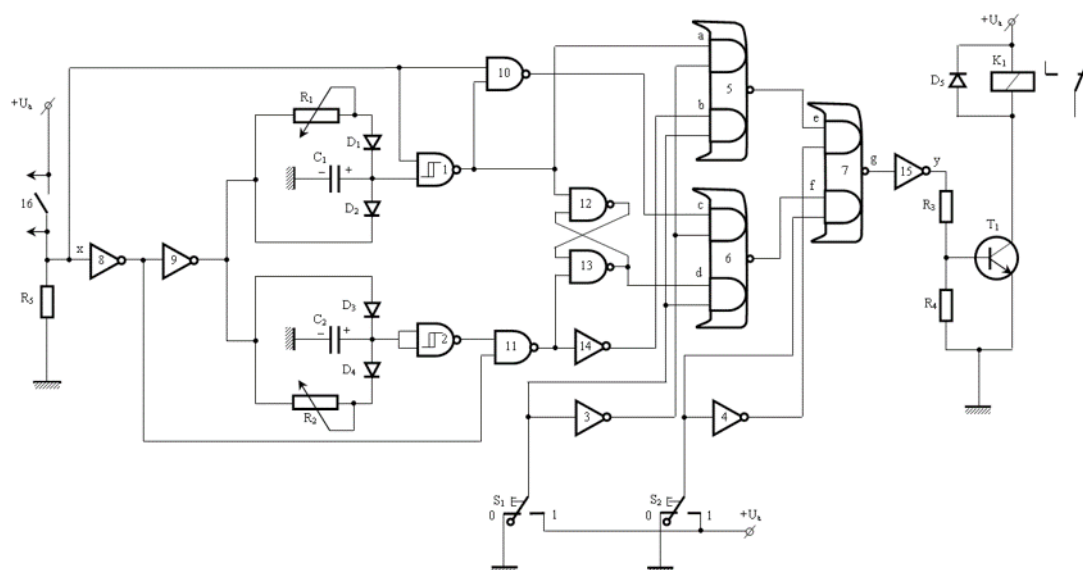 +Uₐ
+Uₐ
K₁
D₅
a
10
5
R₁
b
e
D₁
C₁
− +
1
7
16
D₂
12
f
g
15
y
c
R₃
T₁
x
8
9
13
6
d
R₅
D₃
C₂
− +
2
11
14
R₄
D₄
R₂
3
4
S₁
S₂
0
1
0
1
+Uₐ